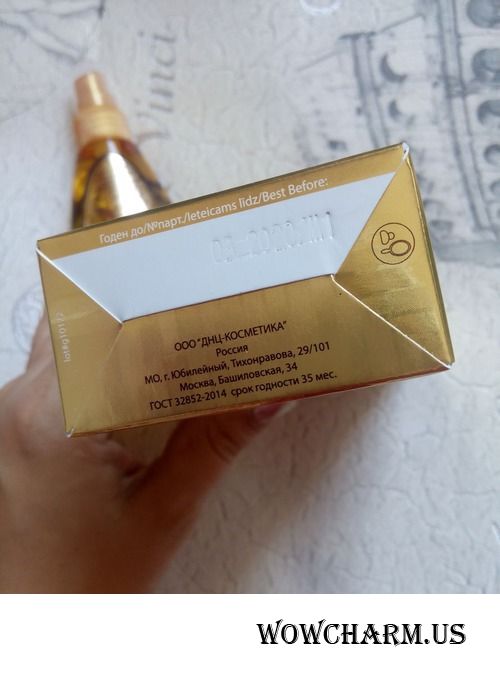 Vinci
Годен до/№парт./leteicams lidz/Best Before:
ООО "ДНЦ-КОСМЕТИКА"
Россия
МО, г. Юбилейный, Тихонравова, 29/101
Москва, Башиловская, 34
ГОСТ 32852-2014 срок годности 35 мес.
WOWCHARM.US